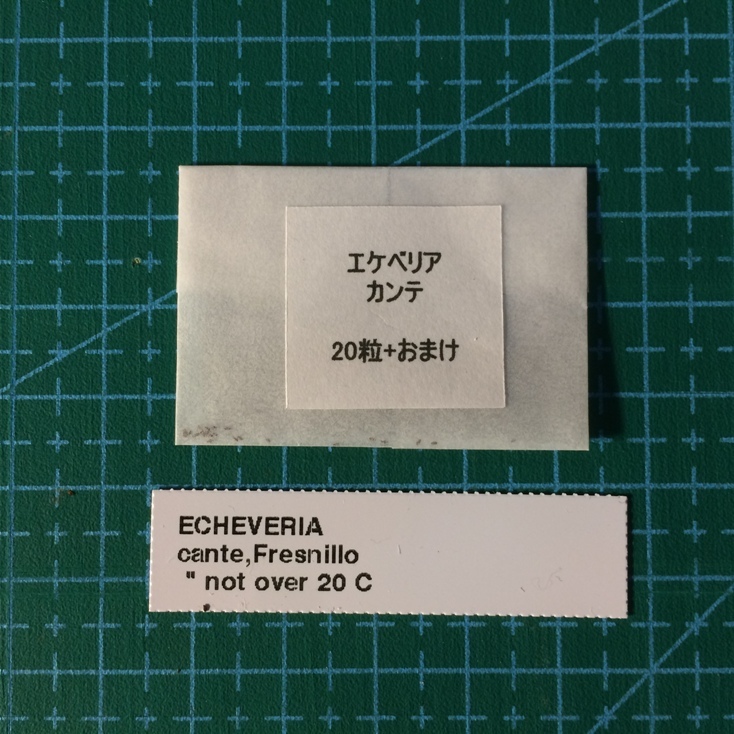 エケベリア
カンテ
20粒+おまけ
ECHEVERIA
cante,Fresnillo
" not over 20 C